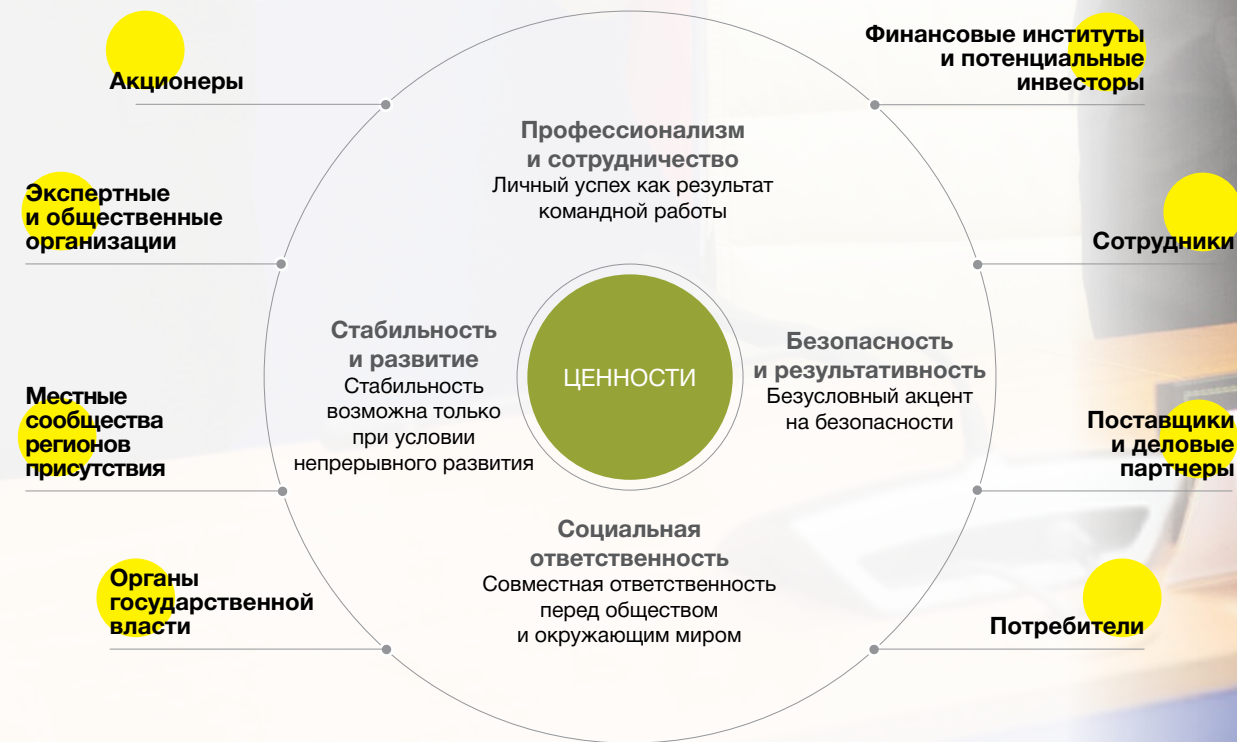 Акционеры
Финансовые институты
и потенциальные
инвесторы
Профессионализм
и сотрудничество
Личный успех как результат
командной работы
Экспертные
и общественные
организации
Сотрудники
Стабильность
и развитие
Стабильность
возможна только
при условии
непрерывного развития
ЦЕННОСТИ
Безопасность
и результативность
Безусловный акцент
на безопасности
Местные
сообщества
регионов
присутствия
Поставщики
и деловые
партнеры
Социальная
ответственность
Совместная ответственность
перед обществом
и окружающим миром
Органы
государственной
власти
Потребители